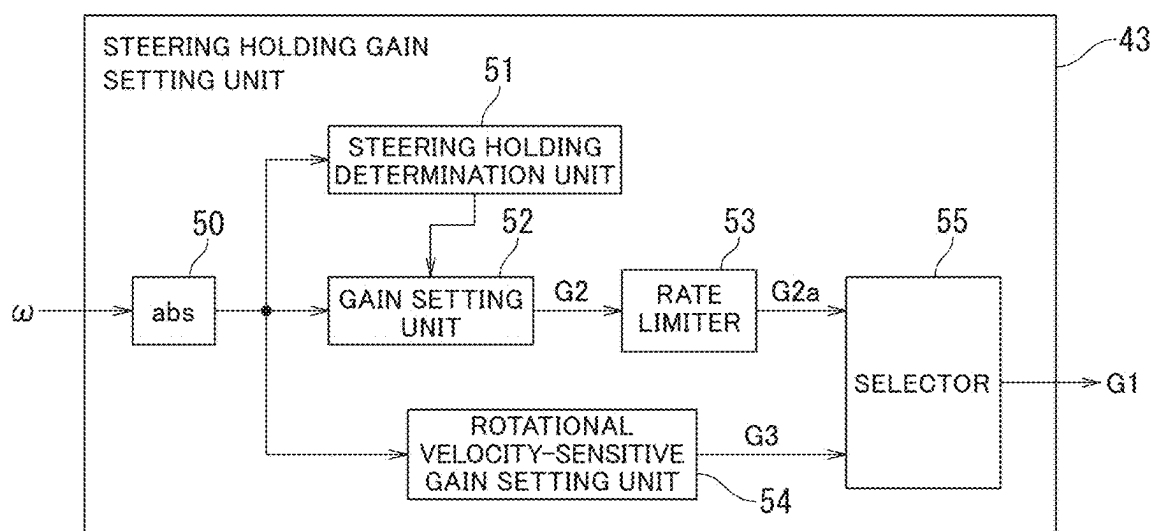 STEERING HOLDING GAIN
SETTING UNIT
43
51
STEERING HOLDING
DETERMINATION UNIT
50
52
53
55
ω
abs
GAIN SETTING
UNIT
G2
RATE
LIMITER
G2a
SELECTOR
G1
ROTATIONAL
VELOCITY-SENSITIVE
GAIN SETTING UNIT
G3
54